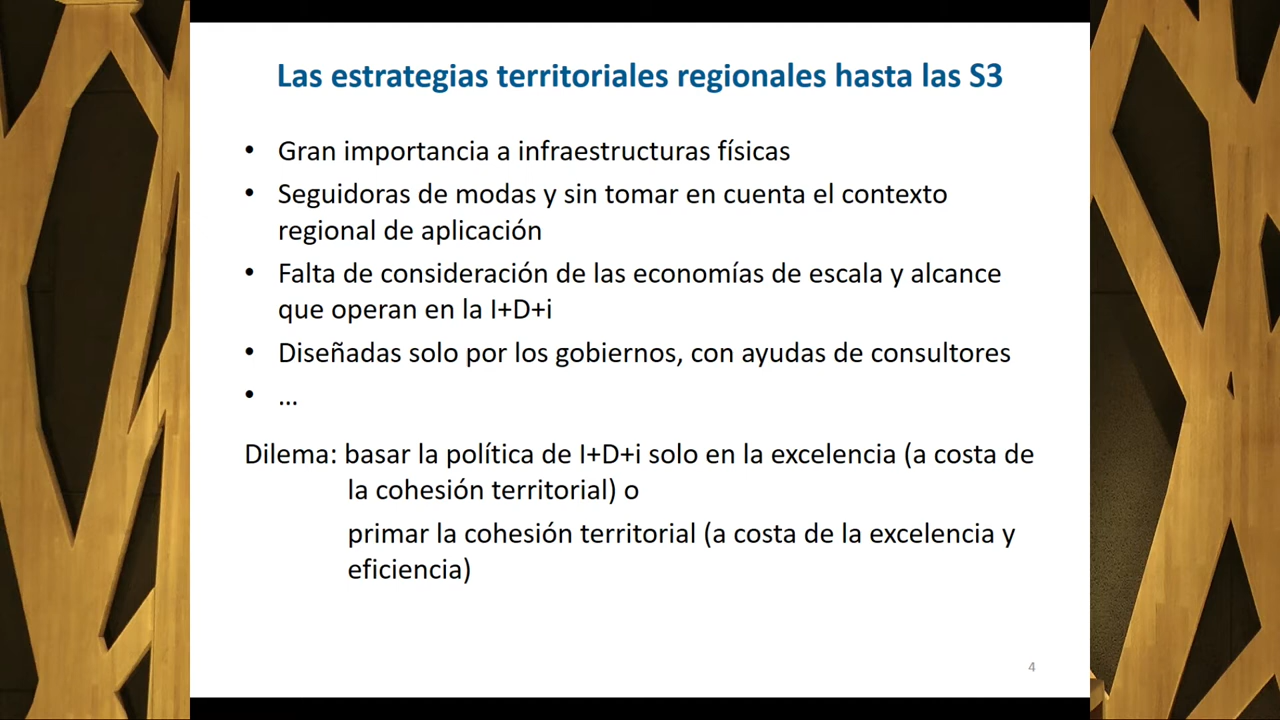 Las estrategias territoriales regionales hasta las S3
• Gran importancia a infraestructuras físicas
• Seguidoras de modas y sin tomar en cuenta el contexto
regional de aplicación
• Falta de consideración de las economías de escala y alcance
que operan en la I+D+i
• Diseñadas solo por los gobiernos, con ayudas de consultores
• ...
Dilema: basar la política de I+D+i solo en la excelencia (a costa de
la cohesión territorial) o
primar la cohesión territorial (a costa de la excelencia y
eficiencia)
4